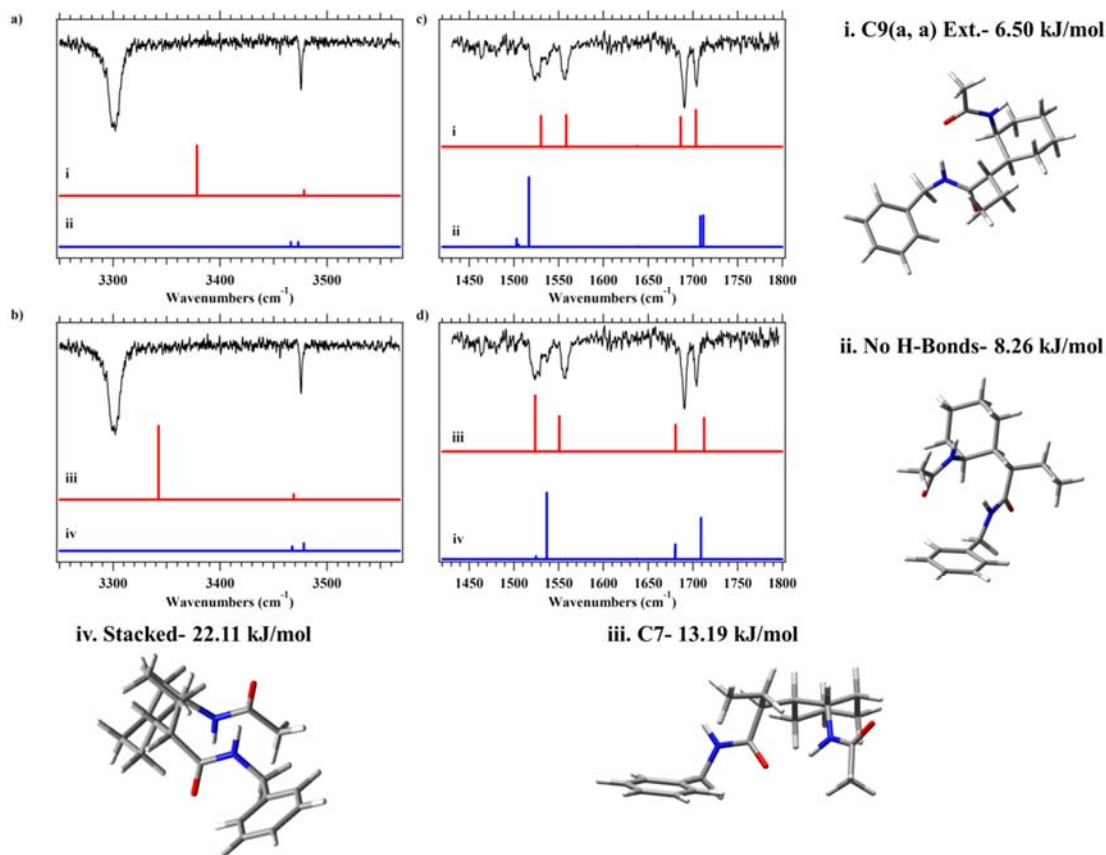 a)
i
ii
3300
3400
3500
Wavenumbers (cm-1)
c)
i
ii
1450
1500
1550
1600
1650
1700
1750
1800
Wavenumbers (cm-1)
i. C9(a, a) Ext.- 6.50 kJ/mol
b)
iii
iv
3300
3400
3500
Wavenumbers (cm-1)
d)
iii
iv
1450
1500
1550
1600
1650
1700
1750
1800
Wavenumbers (cm-1)
ii. No H-Bonds- 8.26 kJ/mol
iv. Stacked- 22.11 kJ/mol
iii. C7- 13.19 kJ/mol